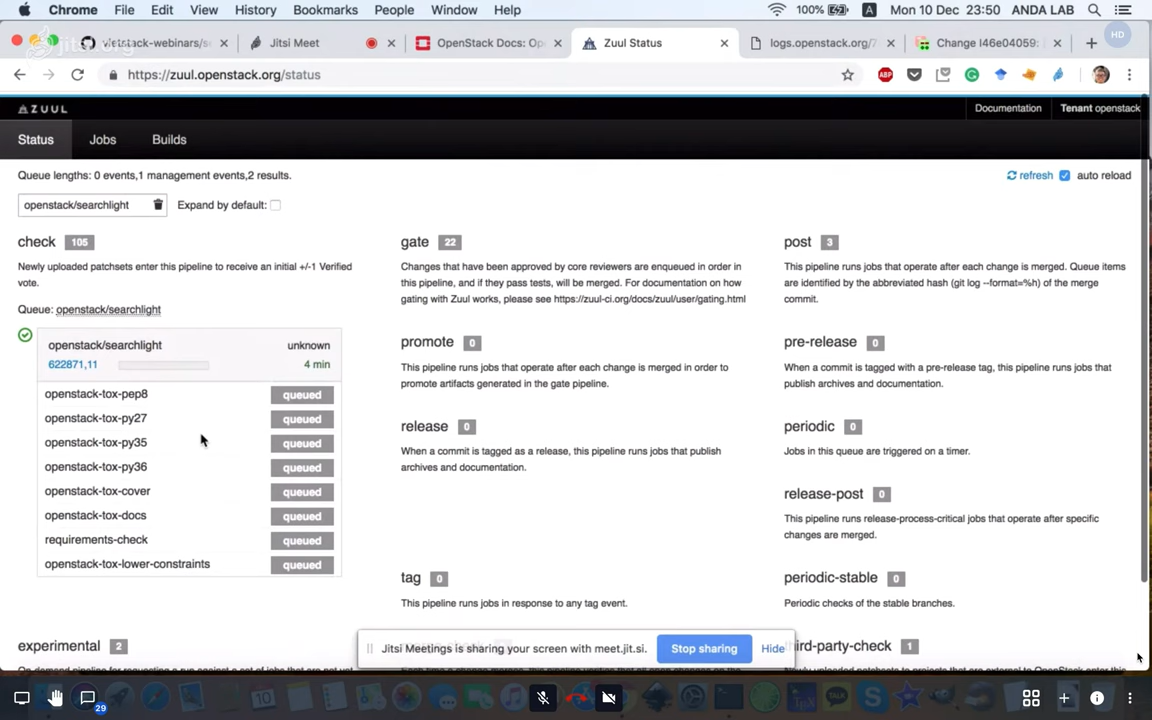 Chrome File Edit View History Bookmarks People Window Help 100% A Mon 10 Dec 23:50 ANDA LAB
jitsi.org
vietstack-webinars/s Jitsi Meet OpenStack Docs: Op Zuul Status logs.openstack.org/7 Change I46e04059: HD
https://zuul.openstack.org/status ABP
ZUUL Documentation Tenant openstack
Status Jobs Builds
Queue lengths: 0 events,1 management events,2 results. refresh auto reload
openstack/searchlight Expand by default:
check 105
Newly uploaded patchsets enter this pipeline to receive an initial +/-1 Verified
vote.
Queue: openstack/searchlight
openstack/searchlight unknown
622871,11 4 min
openstack-tox-pep8 queued
openstack-tox-py27 queued
openstack-tox-py35 queued
openstack-tox-py36 queued
openstack-tox-cover queued
openstack-tox-docs queued
requirements-check queued
openstack-tox-lower-constraints queued
experimental 2
gate 22
Changes that have been approved by core reviewers are enqueued in order in
this pipeline, and if they pass tests, will be merged. For documentation on how
gating with Zuul works, please see https://zuul-ci.org/docs/zuul/user/gating.html
promote 0
This pipeline runs jobs that operate after each change is merged in order to
promote artifacts generated in the gate pipeline.
release 0
When a commit is tagged as a release, this pipeline runs jobs that publish
archives and documentation.
tag 0
This pipeline runs jobs in response to any tag event.
post 3
This pipeline runs jobs that operate after each change is merged. Queue items
are identified by the abbreviated hash (git log --format=%h) of the merge
commit.
pre-release 0
When a commit is tagged with a pre-release tag, this pipeline runs jobs that
publish archives and documentation.
periodic 0
Jobs in this queue are triggered on a timer.
release-post 0
This pipeline runs release-process-critical jobs that operate after specific
changes are merged.
periodic-stable 0
Periodic checks of the stable branches.
third-party-check 1
Jitsi Meetings is sharing your screen with meet.jit.si. Stop sharing Hide
29